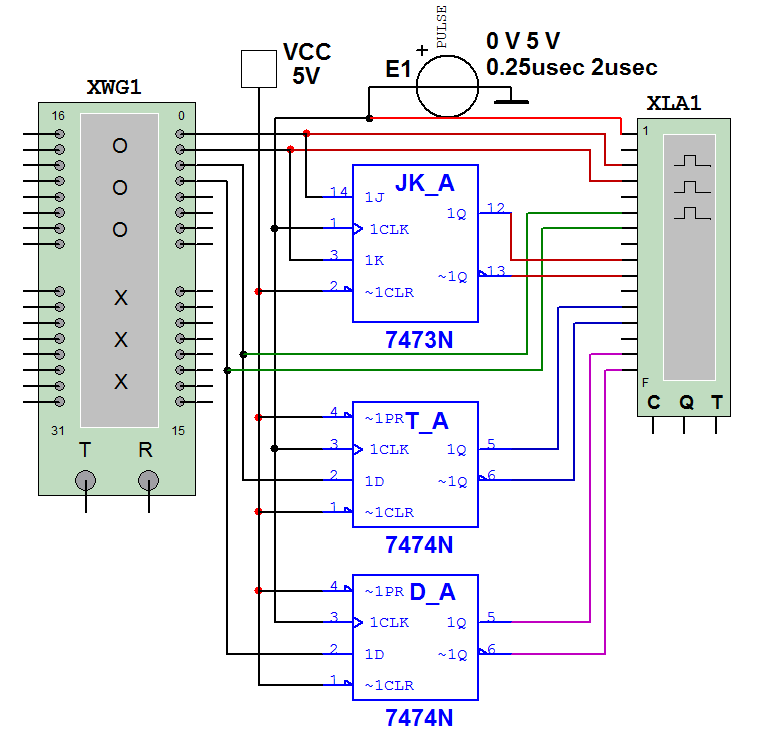 PULSE
VCC
5V
E1
+
0 V 5 V
0.25usec 2usec
XWG1
16
0
O
O
O
X
X
X
31
15
T
R
XLA1
1
F
C
Q
T
JK_A
14
1J
1Q
12
1
1CLK
3
1K
~1Q
13
2
~1CLR
7473N
4
~1PR
T_A
3
1CLK
1Q
5
2
1D
~1Q
6
1
~1CLR
7474N
4
~1PR
D_A
3
1CLK
1Q
5
2
1D
~1Q
6
1
~1CLR
7474N